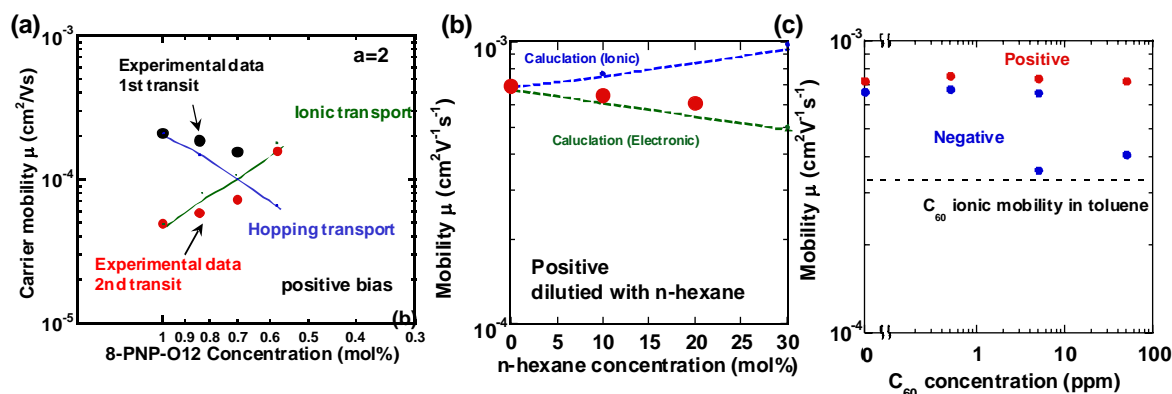 (a)
10-3
a=2
Experimental data
1st transit
Ionic transport
10-4
Hopping transport
Experimental data
2nd transit
positive bias
10-5
(b)
1 0.9 0.8 0.7 0.6 0.5 0.4 0.3
8-PNP-O12 Concentration (mol%)
Carrier mobility μ (cm2/Vs)
(b)
10-3
Caluclation (Ionic)
Caluclation (Electronic)
Positive
dilutied with n-hexane
10-4
0 5 10 15 20 25 30
n-hexane concentration (mol%)
Mobility μ (cm2V-1s-1)
(c)
10-3
Positive
Negative
C60 ionic mobility in toluene
10-4
0 1 10 100
C60 concentration (ppm)
Mobility μ (cm2V-1s-1)